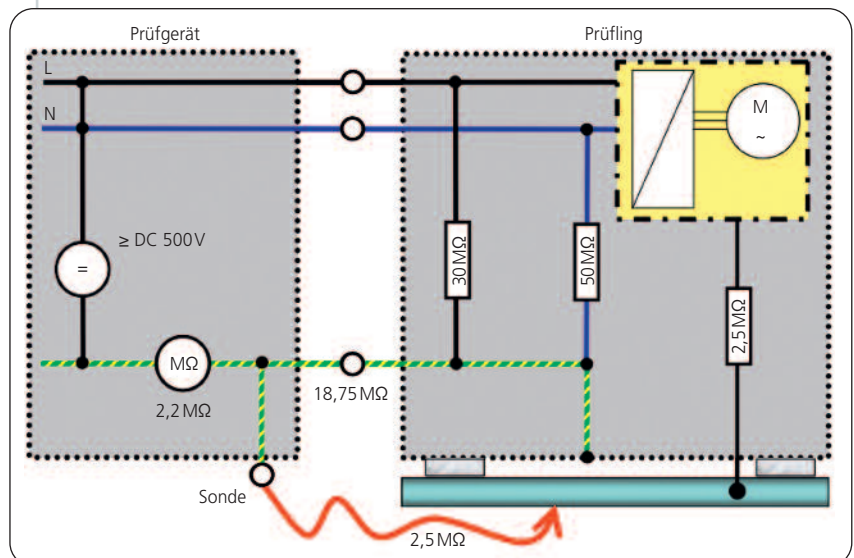 Prüfgerät
Prüfling
L
N
M
~
≥ DC 500 V
=
30 MΩ
50 MΩ
2,5 MΩ
MΩ
2,2 MΩ
18,75 MΩ
Sonde
2,5 MΩ